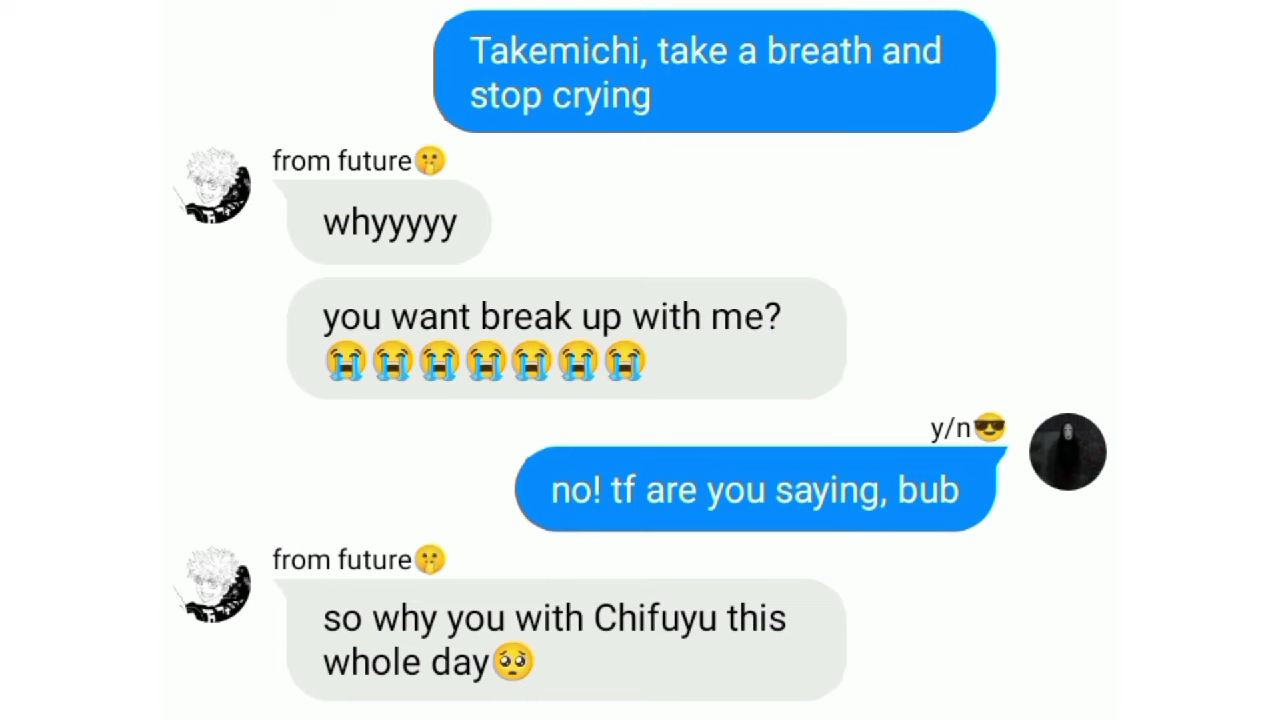 Takemichi, take a breath and
stop crying
from future🤫
whyyyyy
you want break up with me?
😭😭😭😭😭😭😭
y/n😎
no! tf are you saying, bub
from future🤫
so why you with Chifuyu this
whole day🥺